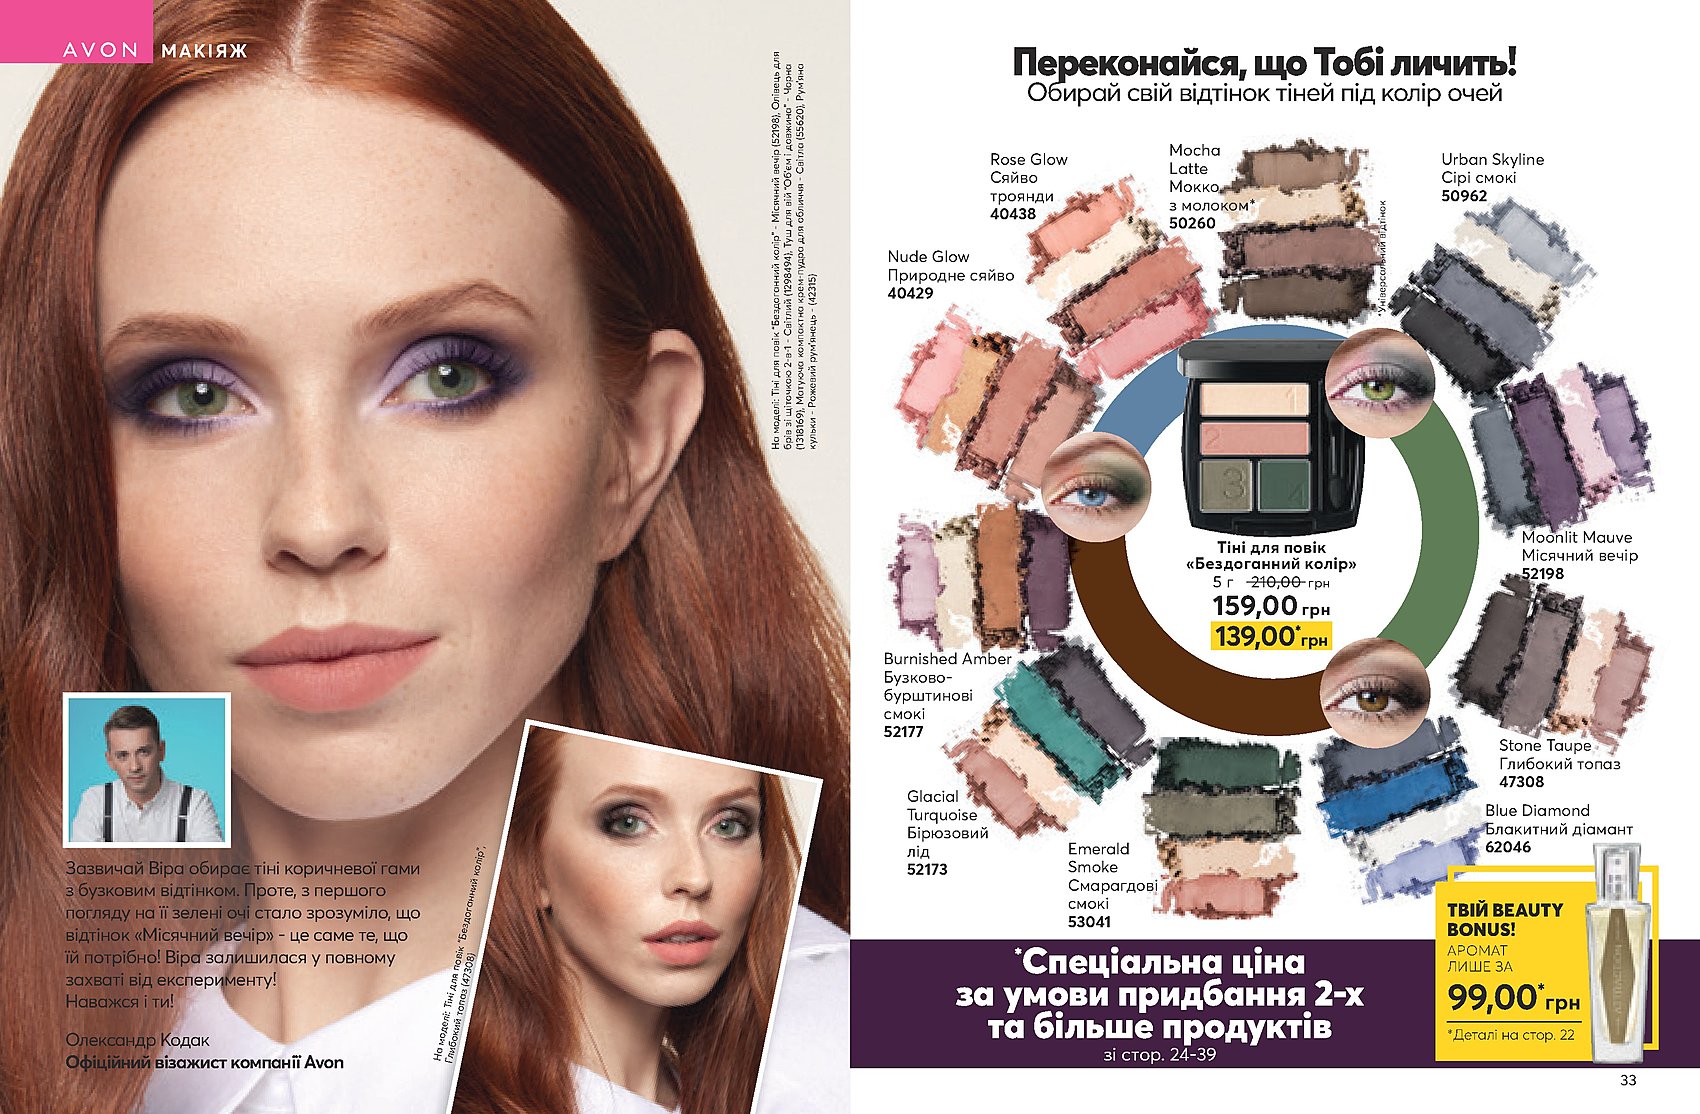 AVON МАКІЯЖ
На моделі: Тіні для повік "Бездоганний колір" - Місячний вечір (52198), Олівець для
брів зі щіточкою 2-в-1 - Світлий (1298494), Туш для вій "Об'єм і довжина" - Чорна
(1318169), Матуюча компактна крем-пудра для обличчя - Світла (55620), Рум'яна
кульки - Рожевий рум'янець - (42315)
Зазвичай Віра обирає тіні коричневої гами
з бузковим відтінком. Проте, з першого
погляду на її зелені очі стало зрозуміло, що
відтінок «Місячний вечір» - це саме те, що
їй потрібно! Віра залишилася у повному
захваті від експерименту!
Наважся і ти!
Олександр Кодак
Офіційний візажист компанії Avon
На моделі: Тіні для повік "Бездоганний колір",
Глибокий топаз (47308)
Переконайся, що Тобі личить!
Обирай свій відтінок тіней під колір очей
Rose Glow
Сяйво
троянди
40438
Mocha
Latte
Мокко
з молоком*
50260
*Універсальний відтінок
Urban Skyline
Сірі смокі
50962
Nude Glow
Природне сяйво
40429
1
2
3
4
Тіні для повік
«Бездоганний колір»
5 г 210,00 грн
159,00 грн
139,00*грн
Moonlit Mauve
Місячний вечір
52198
Burnished Amber
Бузково-
бурштинові
смокі
52177
Stone Taupe
Глибокий топаз
47308
Glacial
Turquoise
Бірюзовий
лід
52173
Emerald
Smoke
Смарагдові
смокі
53041
Blue Diamond
Блакитний діамант
62046
ТВІЙ BEAUTY
BONUS!
АРОМАТ
ЛИШЕ ЗА
99,00*грн
*Деталі на стор. 22
*Спеціальна ціна
за умови придбання 2-х
та більше продуктів
зі стор. 24-39
33